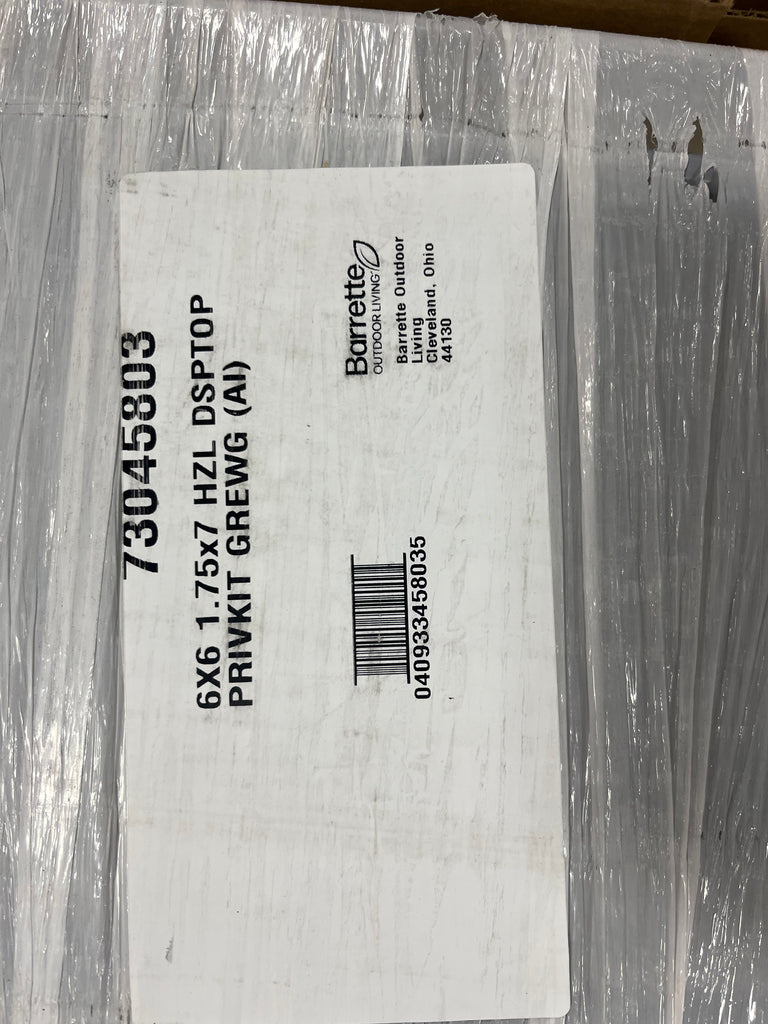 73045803
6X6 1.75x7 HZL DSPTOP
PRIVKIT GREWG (AI)
Barrette
OUTDOOR LIVING
Barrette Outdoor
Living
Cleveland, Ohio
44130
040933458035